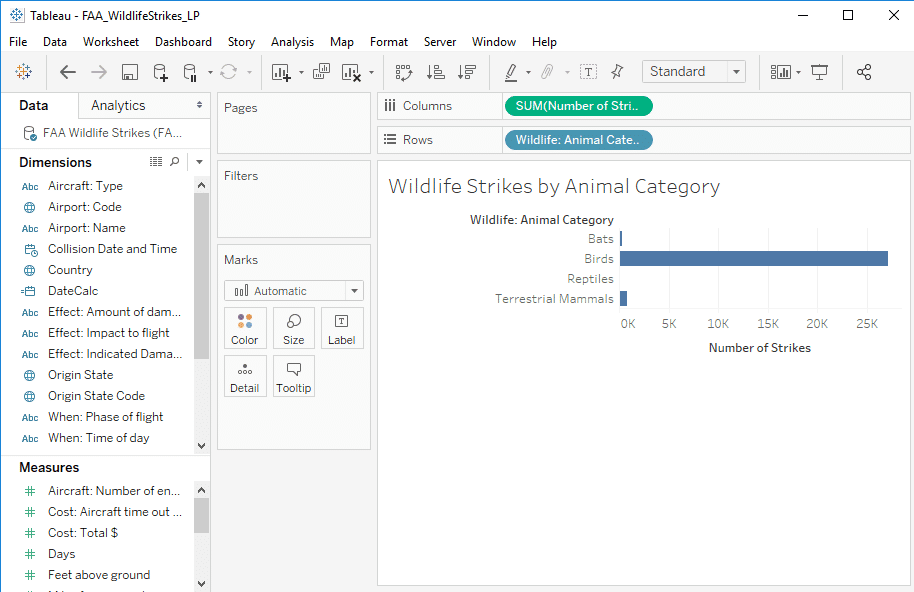 Tableau - FAA_WildlifeStrikes_LP
File Data Worksheet Dashboard Story Analysis Map Format Server Window Help
Standard
Data Analytics
FAA Wildlife Strikes (FA...
Dimensions
Abc Aircraft: Type
Airport: Code
Abc Airport: Name
Collision Date and Time
Country
DateCalc
Abc Effect: Amount of dam...
Abc Effect: Impact to flight
Abc Effect: Indicated Dama...
Origin State
Origin State Code
Abc When: Phase of flight
Abc When: Time of day
Measures
# Aircraft: Number of en...
# Cost: Aircraft time out ...
# Cost: Total $
# Days
# Feet above ground
Pages
Filters
Marks
Automatic
Color Size T Label
Detail Tooltip
Columns SUM(Number of Stri..
Rows Wildlife: Animal Cate..
Wildlife Strikes by Animal Category
Wildlife: Animal Category
Bats
Birds
Reptiles
Terrestrial Mammals
0K 5K 10K 15K 20K 25K
Number of Strikes